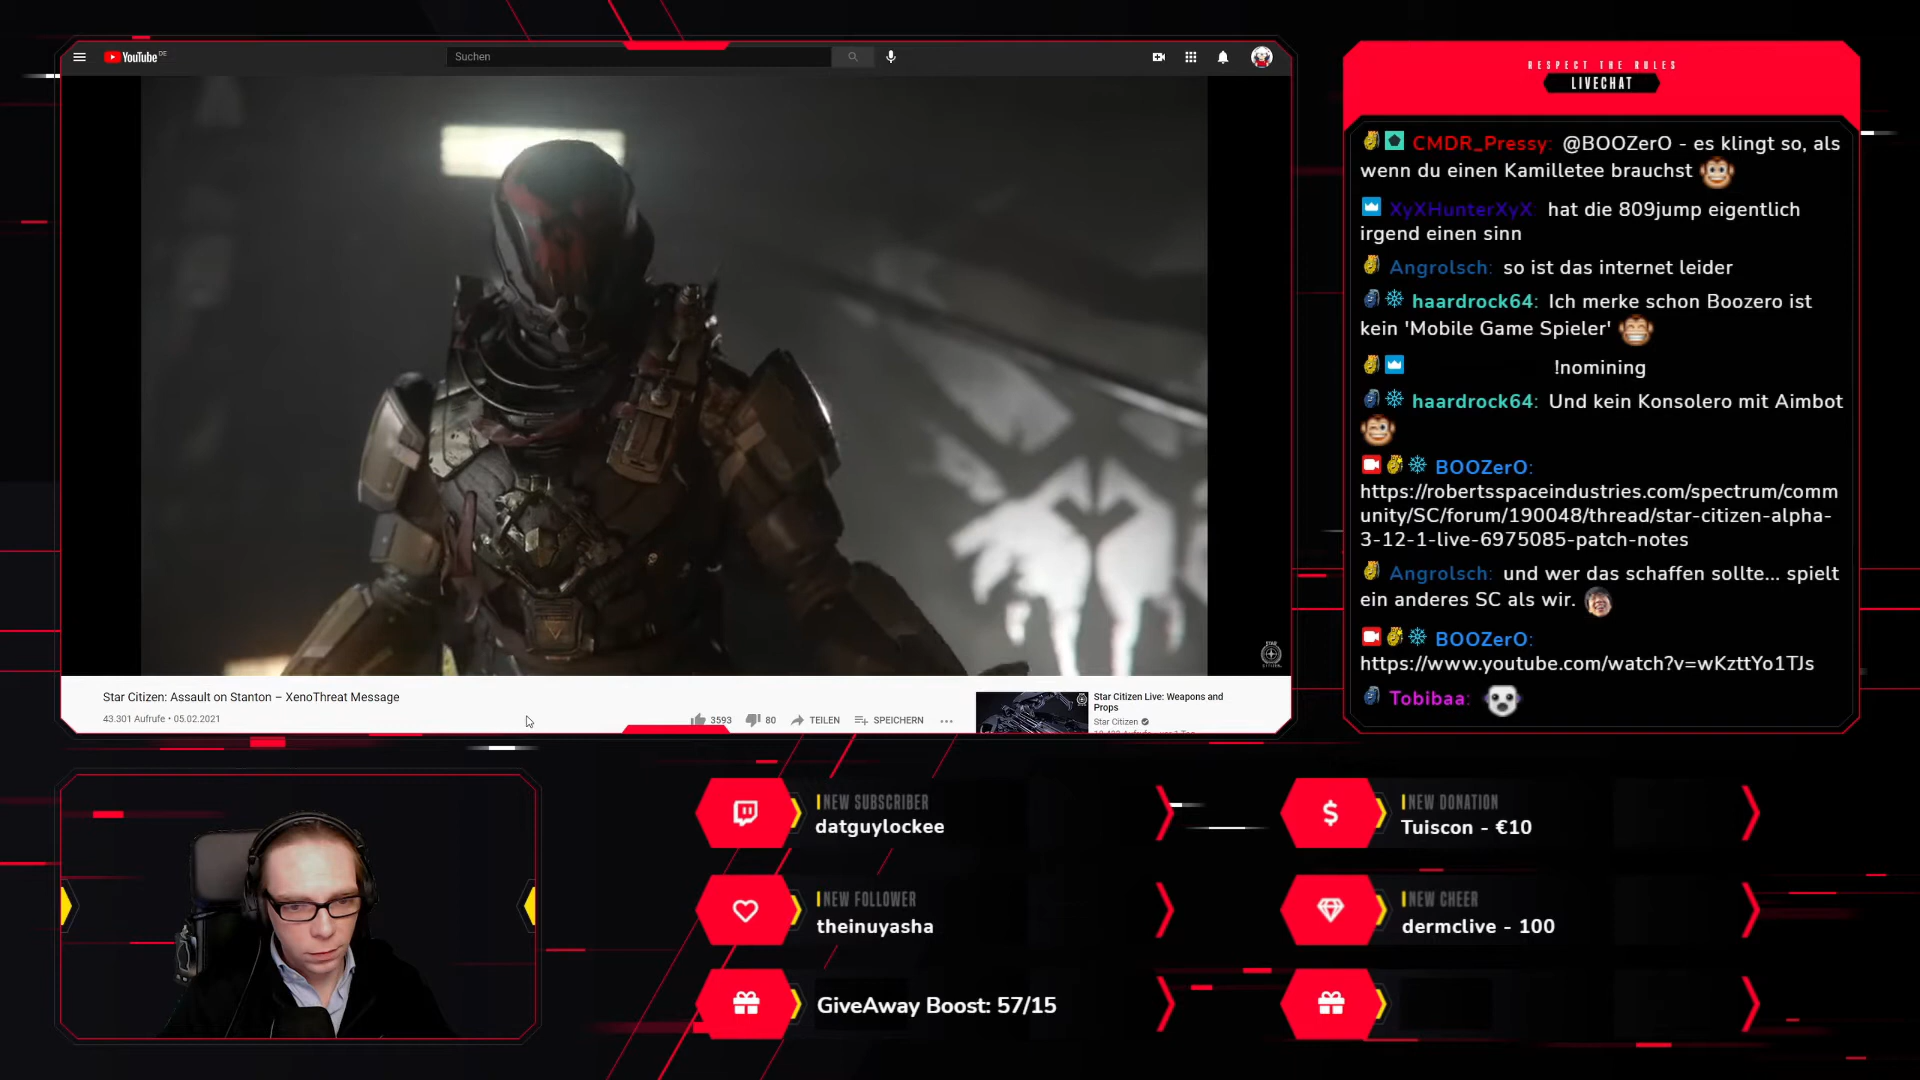 YouTube DE
Suchen
RESPECT THE RULES
LIVECHAT
CMDR_Pressy: @BOOZerO - es klingt so, als
wenn du einen Kamilletee brauchst
XyXHunterXyX: hat die 809jump eigentlich
irgend einen sinn
Angrolsch: so ist das internet leider
haardrock64: Ich merke schon Boozero ist
kein 'Mobile Game Spieler'
!nomining
haardrock64: Und kein Konsolero mit Aimbot
BOOZerO:
https://robertsspaceindustries.com/spectrum/comm
unity/SC/forum/190048/thread/star-citizen-alpha-
3-12-1-live-6975085-patch-notes
Angrolsch: und wer das schaffen sollte... spielt
ein anderes SC als wir.
BOOZerO:
https://www.youtube.com/watch?v=wKzttYo1TJs
Tobibaa:
Star Citizen: Assault on Stanton – XenoThreat Message
43.301 Aufrufe • 05.02.2021
3593 80 TEILEN SPEICHERN
Star Citizen Live: Weapons and
Props
Star Citizen
NEW SUBSCRIBER
datguylockee
NEW DONATION
Tuiscon - €10
NEW FOLLOWER
theinuyasha
NEW CHEER
dermclive - 100
GiveAway Boost: 57/15